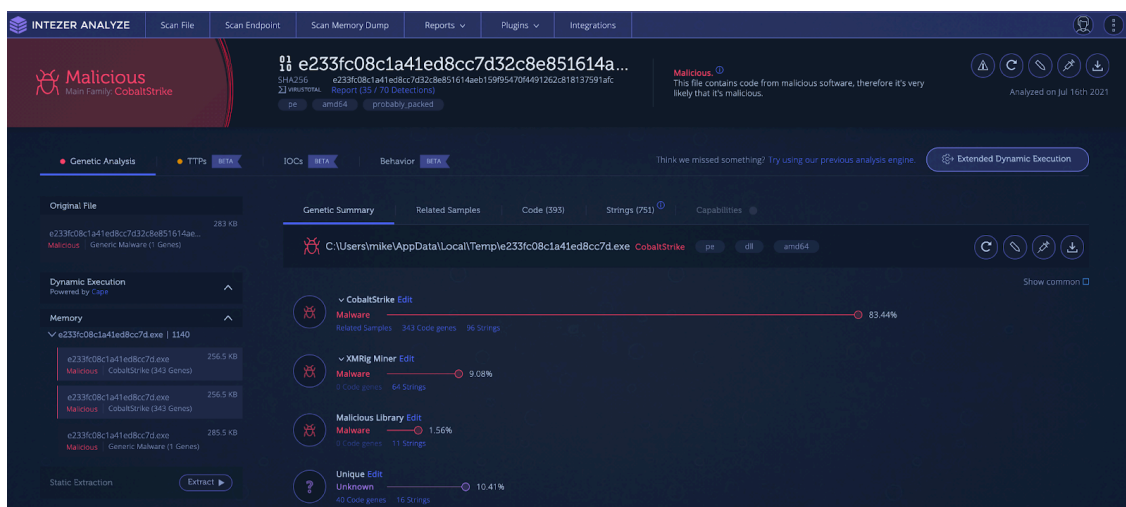 INTEZER ANALYZE
Scan File
Scan Endpoint
Scan Memory Dump
Reports
Plugins
Integrations
Malicious
Main Family: CobaltStrike
e233fc08c1a41ed8cc7d32c8e851614a...
SHA256 e233fc08c1a41ed8cc7d32c8e851614aeb159f95470f4491262c818137591afc
VIRUSTOTAL Report (35 / 70 Detections)
pe amd64 probably_packed
Malicious.
This file contains code from malicious software, therefore it's very
likely that it's malicious.
Analyzed on Jul 16th 2021
Genetic Analysis
TTPs BETA
IOCs BETA
Behavior BETA
Think we missed something? Try using our previous analysis engine.
Extended Dynamic Execution
Original File
283 KB
e233fc08c1a41ed8cc7d32c8e851614ae...
Malicious Generic Malware (1 Genes)
Dynamic Execution
Powered by Cape
Memory
e233fc08c1a41ed8cc7d.exe | 1140
e233fc08c1a41ed8cc7d.exe 256.5 KB
Malicious CobaltStrike (343 Genes)
e233fc08c1a41ed8cc7d.exe 256.5 KB
Malicious CobaltStrike (343 Genes)
e233fc08c1a41ed8cc7d.exe 285.5 KB
Malicious Generic Malware (1 Genes)
Static Extraction Extract
Genetic Summary
Related Samples
Code (393)
Strings (751)
Capabilities
C:\Users\mike\AppData\Local\Temp\e233fc08c1a41ed8cc7d.exe CobaltStrike pe dll amd64
Show common
CobaltStrike Edit
Malware 83.44%
Related Samples 343 Code genes 96 Strings
XMRig Miner Edit
Malware 9.08%
0 Code genes 64 Strings
Malicious Library Edit
Malware 1.56%
0 Code genes 11 Strings
Unique Edit
Unknown 10.41%
40 Code genes 16 Strings